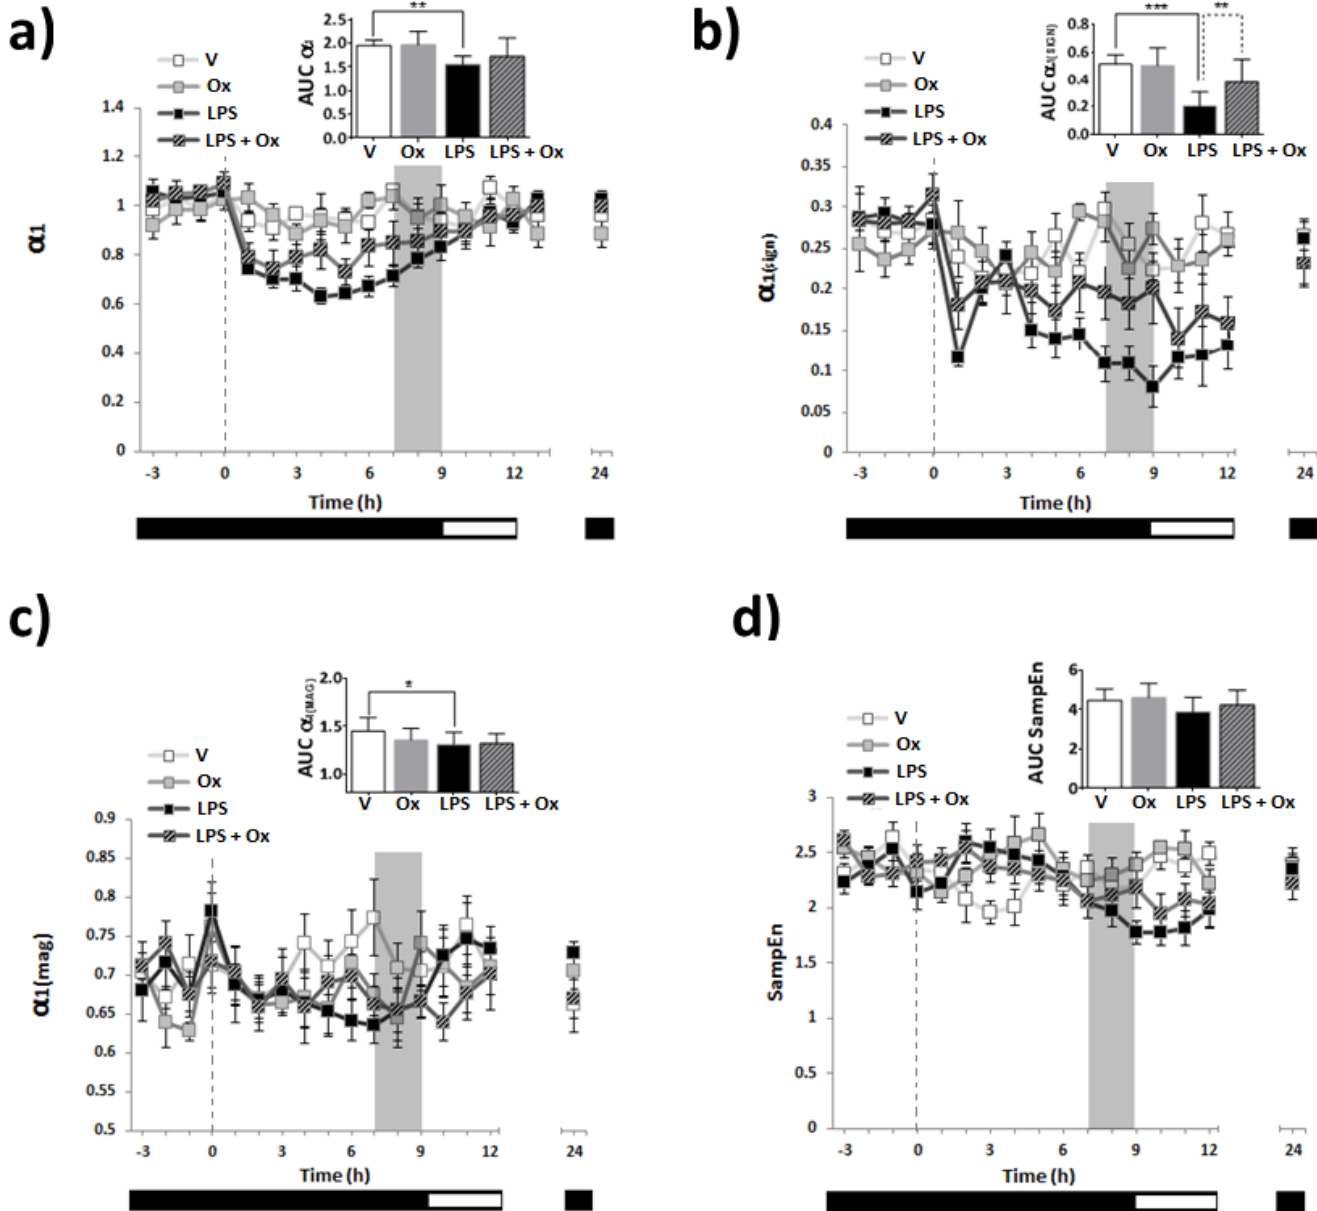 a)
V
Ox
LPS
LPS + Ox
AUC α1
2.5
2.0
1.5
1.0
0.5
0.0
**
V Ox LPS LPS + Ox
α1
1.4
1.2
1
0.8
0.6
0.4
0.2
0
-3 0 3 6 9 12 24
Time (h)
b)
V
Ox
LPS
LPS + Ox
AUC α1(SIGN)
0.8
0.6
0.4
0.2
0.0
*** **
V Ox LPS LPS + Ox
α1(sign)
0.4
0.35
0.3
0.25
0.2
0.15
0.1
0.05
0
-3 0 3 6 9 12 24
Time (h)
c)
V
Ox
LPS
LPS + Ox
AUC α1(MAG)
2.0
1.5
1.0
*
V Ox LPS LPS + Ox
α1(mag)
0.9
0.85
0.8
0.75
0.7
0.65
0.6
0.55
0.5
-3 0 3 6 9 12 24
Time (h)
d)
V
Ox
LPS
LPS + Ox
AUC SampEn
6
4
2
0
V Ox LPS LPS + Ox
SampEn
3
2.5
2
1.5
1
0.5
0
-3 0 3 6 9 12 24
Time (h)